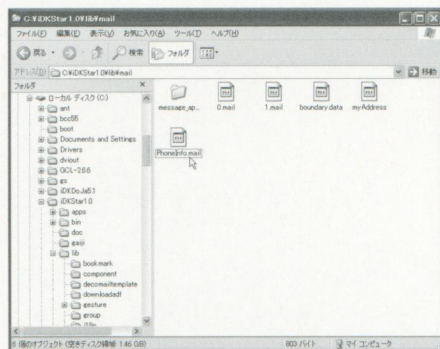 C:¥iDKStar1.0¥lib¥mail
ファイル(F) 編集(E) 表示(V) お気に入り(A) ツール(T) ヘルプ(H)
戻る 検索 フォルダ
アドレス(D) C:¥iDKStar1.0¥lib¥mail 移動
フォルダ
ローカル ディスク (C:)
ant
bcc55
boot
Documents and Settings
Drivers
dviout
GCL-2.6.6
gs
iDKDoJa5.1
iDKStar1.0
apps
bin
doc
gaiji
lib
bookmark
component
decomailtemplate
downloadadf
gesture
group
i18n
message_ap...
0.mail
1.mail
boundary.data
myAddress
PhoneInfo.mail
6 個のオブジェクト (空きディスク領域: 1.46 GB) 800 バイト マイ コンピュータ